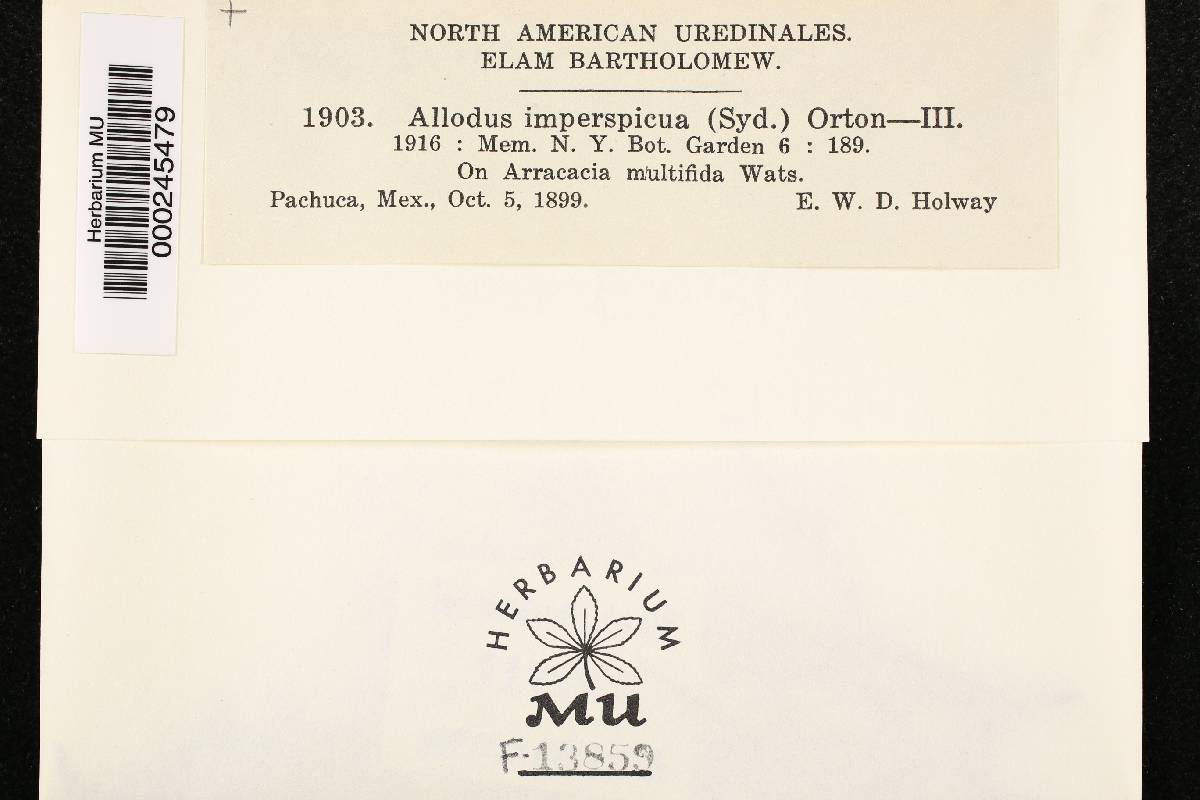 +
NORTH AMERICAN UREDINALES.
ELAM BARTHOLOMEW.
1903. Allodus imperspicua (Syd.) Orton—III.
1916 : Mem. N. Y. Bot. Garden 6 : 189.
On Arracacia multifida Wats.
Pachuca, Mex., Oct. 5, 1899. E. W. D. Holway
Herbarium MU
000245479
HERBARIUM
MU
F-13859